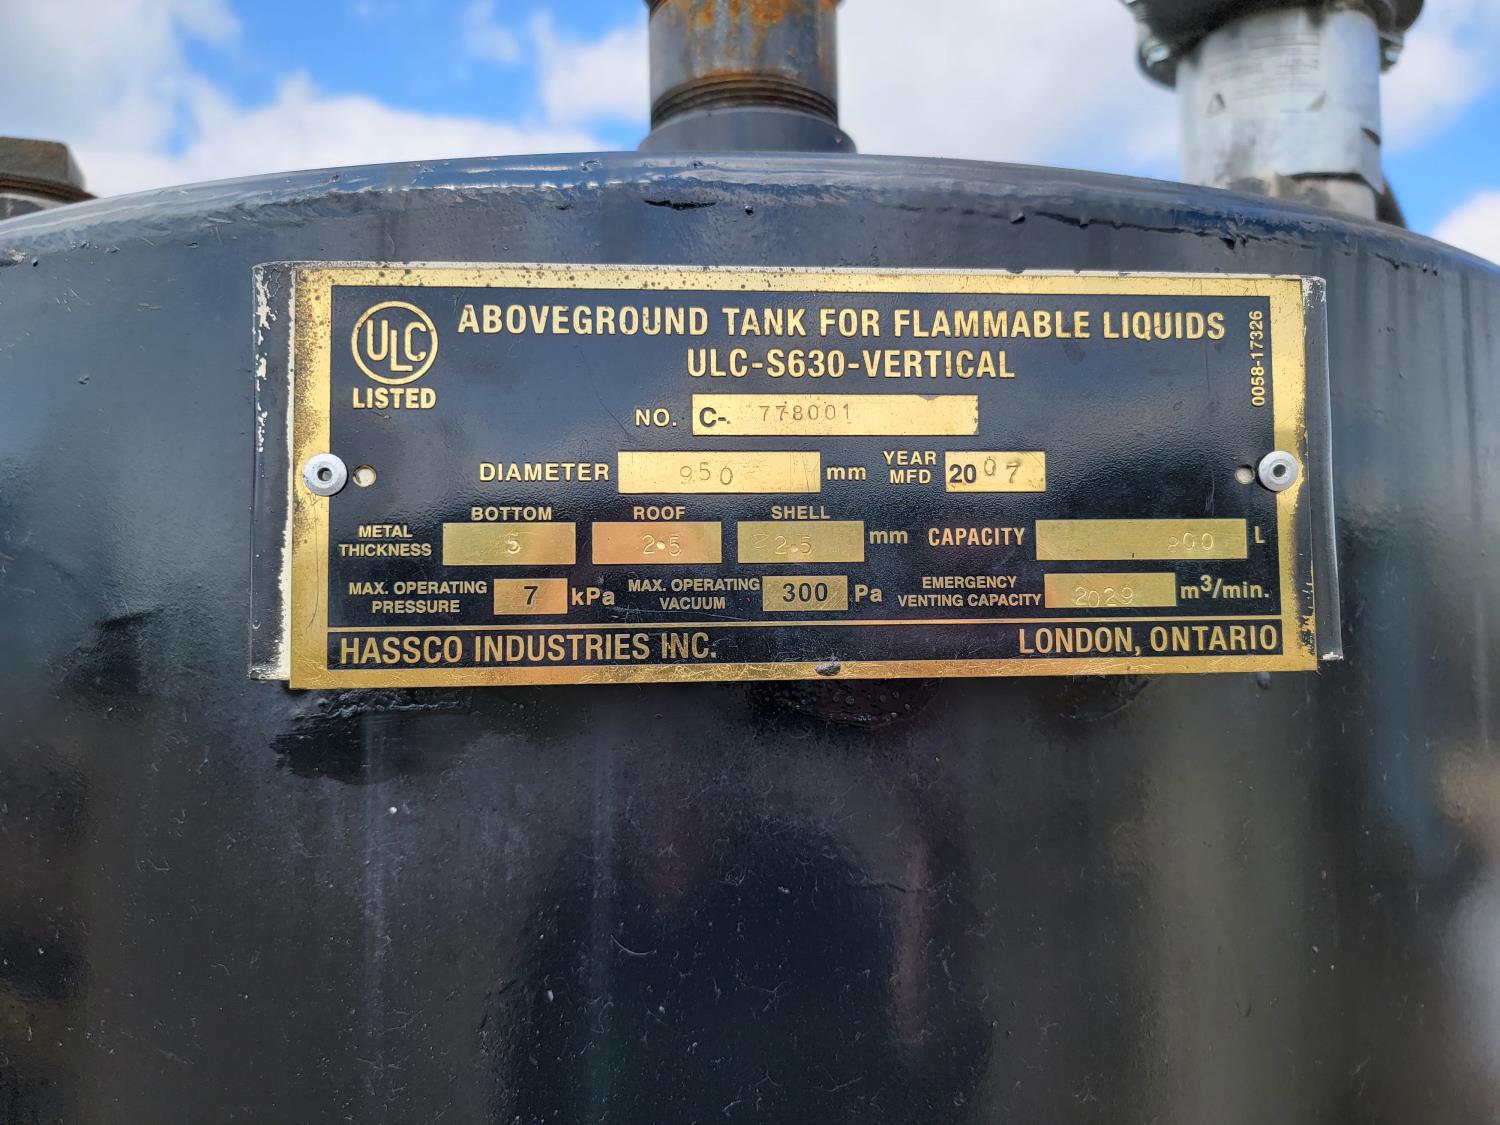 ULC
LISTED
ABOVEGROUND TANK FOR FLAMMABLE LIQUIDS
ULC-S630-VERTICAL
0058-17326
NO. C- 778001
DIAMETER 950 mm YEAR MFD 2007
METAL THICKNESS BOTTOM ROOF 2.5 SHELL 2.5 mm CAPACITY 900 L
MAX. OPERATING PRESSURE 7 kPa MAX. OPERATING VACUUM 300 Pa EMERGENCY VENTING CAPACITY 2029 m³/min.
HASSCO INDUSTRIES INC. LONDON, ONTARIO